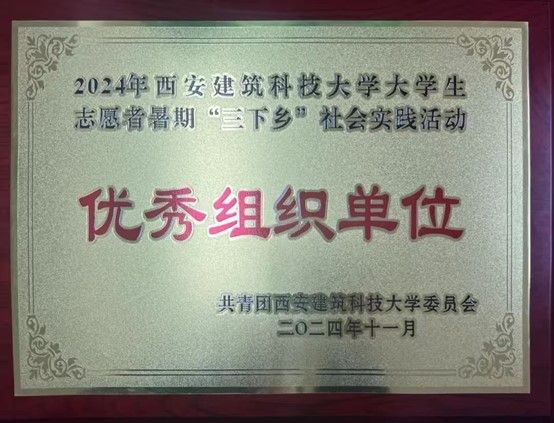 2024年西安建筑科技大学大学生
志愿者暑期“三下乡”社会实践活动
优秀组织单位
共青团西安建筑科技大学委员会
二〇二四年十一月